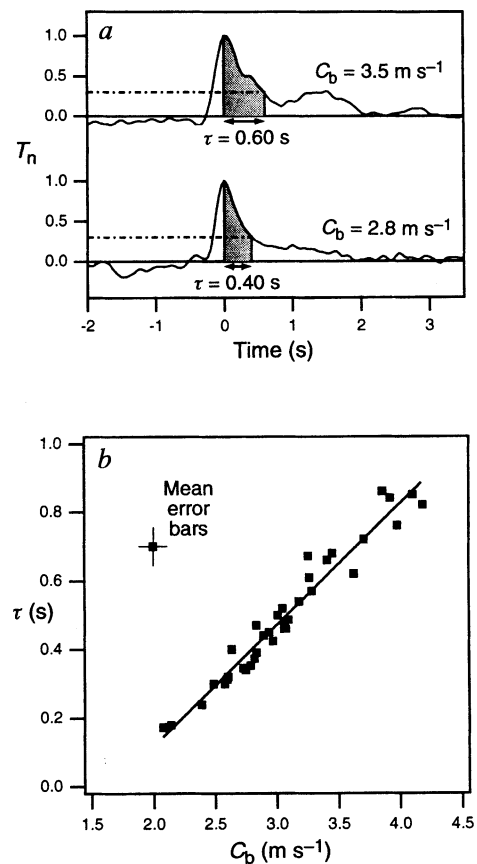 a
1.0
C_b = 3.5 m s⁻¹
0.5
0.0
τ = 0.60 s
T_n
1.0
C_b = 2.8 m s⁻¹
0.5
0.0
τ = 0.40 s
-2 -1 0 1 2 3
Time (s)
b
1.0
Mean
error
bars
0.8
0.6
τ (s)
0.4
0.2
0.0
1.5 2.0 2.5 3.0 3.5 4.0 4.5
C_b (m s⁻¹)